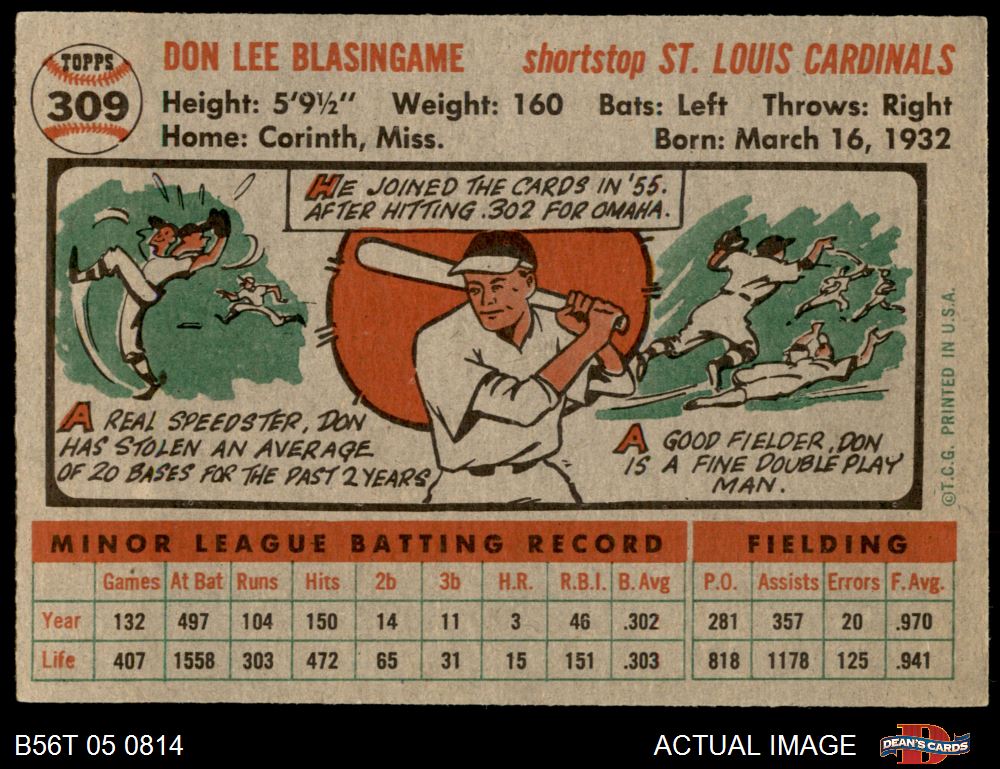 TOPPS
309
DON LEE BLASINGAME shortstop ST. LOUIS CARDINALS
Height: 5'9½" Weight: 160 Bats: Left Throws: Right
Home: Corinth, Miss. Born: March 16, 1932
HE JOINED THE CARDS IN '55.
AFTER HITTING .302 FOR OMAHA.
A REAL SPEEDSTER, DON
HAS STOLEN AN AVERAGE
OF 20 BASES FOR THE PAST 2 YEARS
A GOOD FIELDER, DON
IS A FINE DOUBLE PLAY
MAN.
©T.C.G. PRINTED IN U.S.A.
MINOR LEAGUE BATTING RECORD FIELDING
Games At Bat Runs Hits 2b 3b H.R. R.B.I. B. Avg P.O. Assists Errors F. Avg.
Year 132 497 104 150 14 11 3 46 .302 281 357 20 .970
Life 407 1558 303 472 65 31 15 151 .303 818 1178 125 .941
B56T 05 0814 ACTUAL IMAGE DEAN'S CARDS